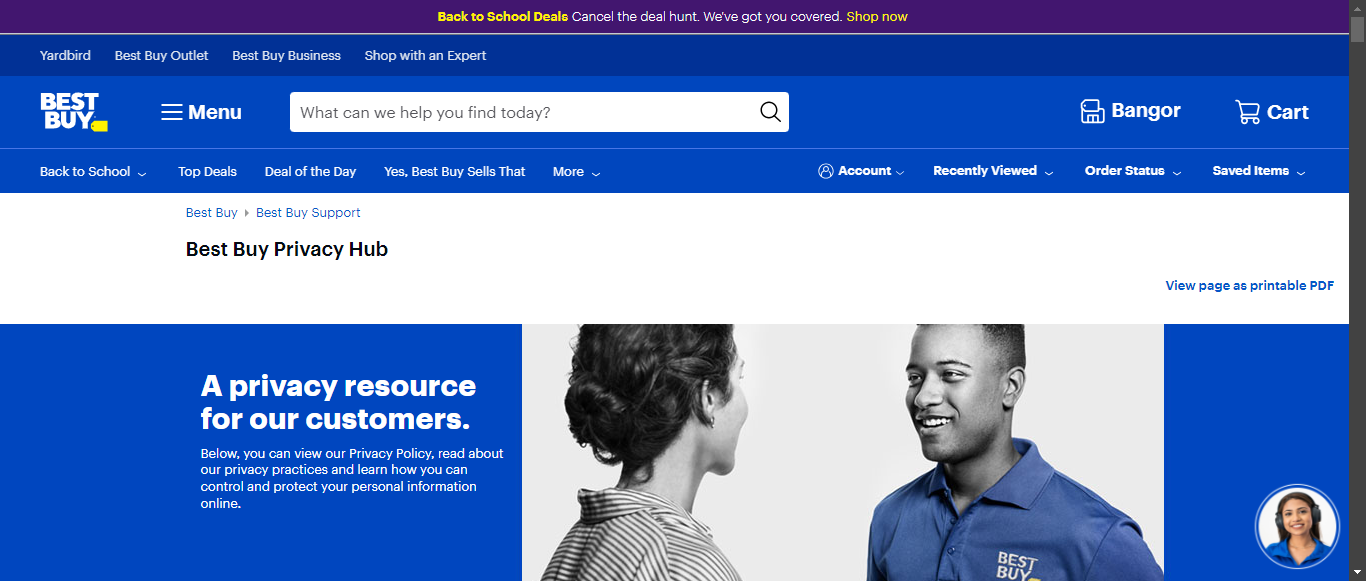 Back to School Deals Cancel the deal hunt. We've got you covered. Shop now
Yardbird Best Buy Outlet Best Buy Business Shop with an Expert
BEST
BUY
Menu
What can we help you find today?
Bangor
Cart
Back to School Top Deals Deal of the Day Yes, Best Buy Sells That More Account Recently Viewed Order Status Saved Items
Best Buy Best Buy Support
Best Buy Privacy Hub
View page as printable PDF
A privacy resource
for our customers.
Below, you can view our Privacy Policy, read about
our privacy practices and learn how you can
control and protect your personal information
online.
BEST
BUY